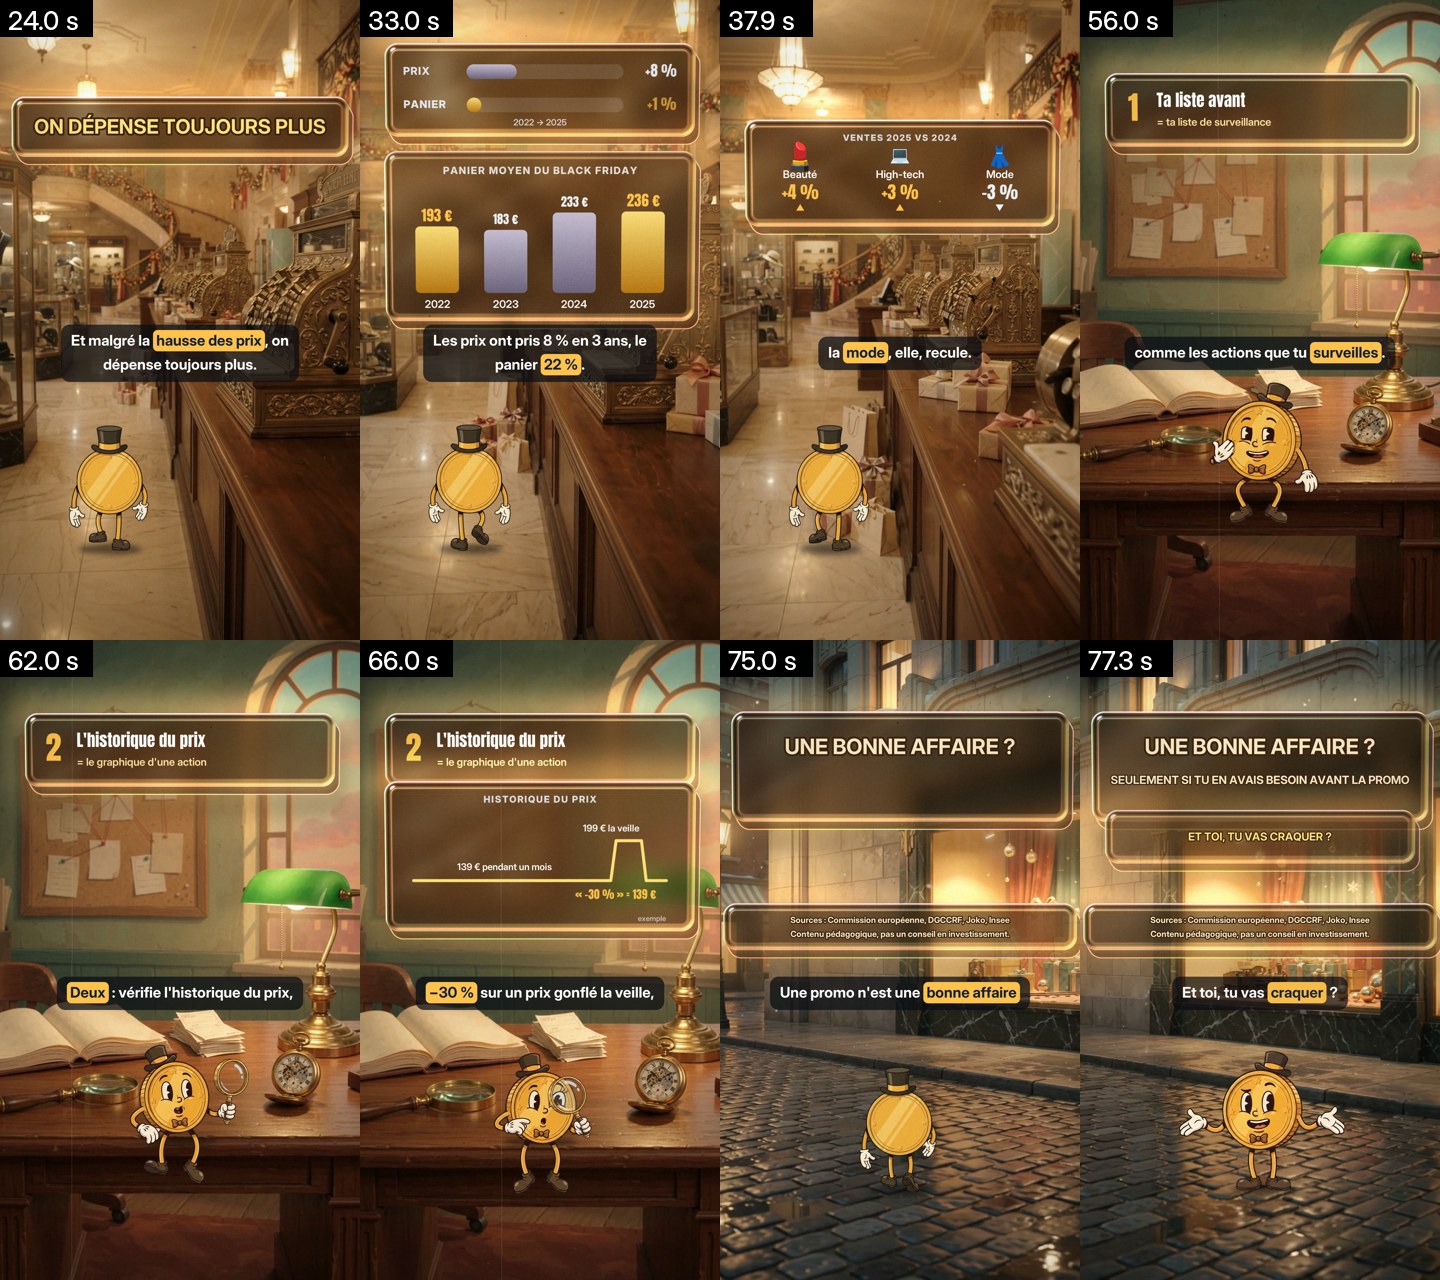 24.0 s
ON DÉPENSE TOUJOURS PLUS
Et malgré la hausse des prix, on
dépense toujours plus.
33.0 s
PRIX +8 %
PANIER +1 %
2022 → 2025
PANIER MOYEN DU BLACK FRIDAY
193 € 183 € 233 € 236 €
2022 2023 2024 2025
Les prix ont pris 8 % en 3 ans, le
panier 22 %.
37.9 s
VENTES 2025 VS 2024
Beauté High-tech Mode
+4 % +3 % -3 %
la mode, elle, recule.
56.0 s
1 Ta liste avant
= ta liste de surveillance
comme les actions que tu surveilles.
62.0 s
2 L'historique du prix
= le graphique d'une action
Deux : vérifie l'historique du prix,
66.0 s
2 L'historique du prix
= le graphique d'une action
HISTORIQUE DU PRIX
199 € la veille
139 € pendant un mois
« -30 % » = 139 €
exemple
−30 % sur un prix gonflé la veille,
75.0 s
UNE BONNE AFFAIRE ?
Sources : Commission européenne, DGCCRF, Joko, Insee
Contenu pédagogique, pas un conseil en investissement.
Une promo n'est une bonne affaire
77.3 s
UNE BONNE AFFAIRE ?
SEULEMENT SI TU EN AVAIS BESOIN AVANT LA PROMO
ET TOI, TU VAS CRAQUER ?
Sources : Commission européenne, DGCCRF, Joko, Insee
Contenu pédagogique, pas un conseil en investissement.
Et toi, tu vas craquer ?